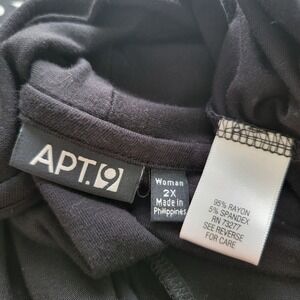 APT.9
Woman
2X
Made in
Philippines
95% RAYON
5% SPANDEX
RN 73277
SEE REVERSE
FOR CARE